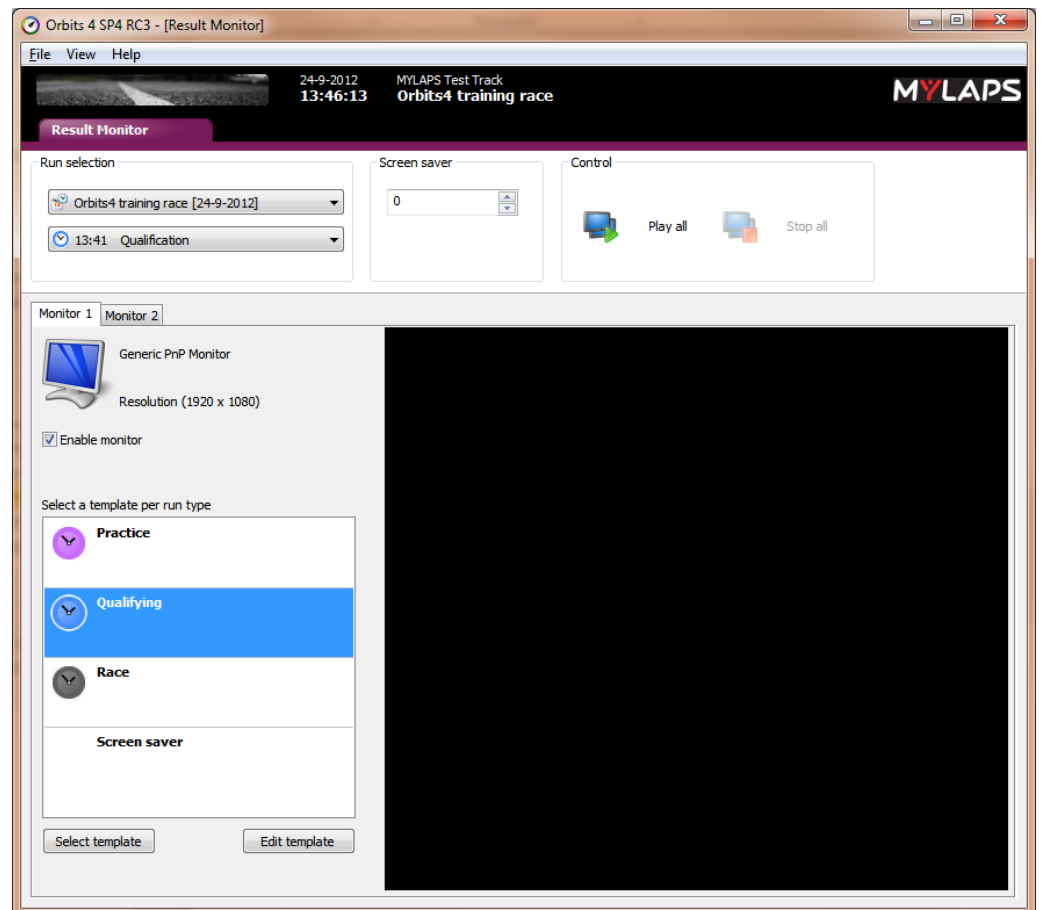 Orbits 4 SP4 RC3 - [Result Monitor]
File View Help
24-9-2012 MYLAPS Test Track
13:46:13 Orbits4 training race
MYLAPS
Result Monitor
Run selection
Screen saver
Control
Orbits4 training race [24-9-2012]
0
13:41 Qualification
Play all
Stop all
Monitor 1
Monitor 2
Generic PnP Monitor
Resolution (1920 x 1080)
Enable monitor
Select a template per run type
Practice
Qualifying
Race
Screen saver
Select template
Edit template